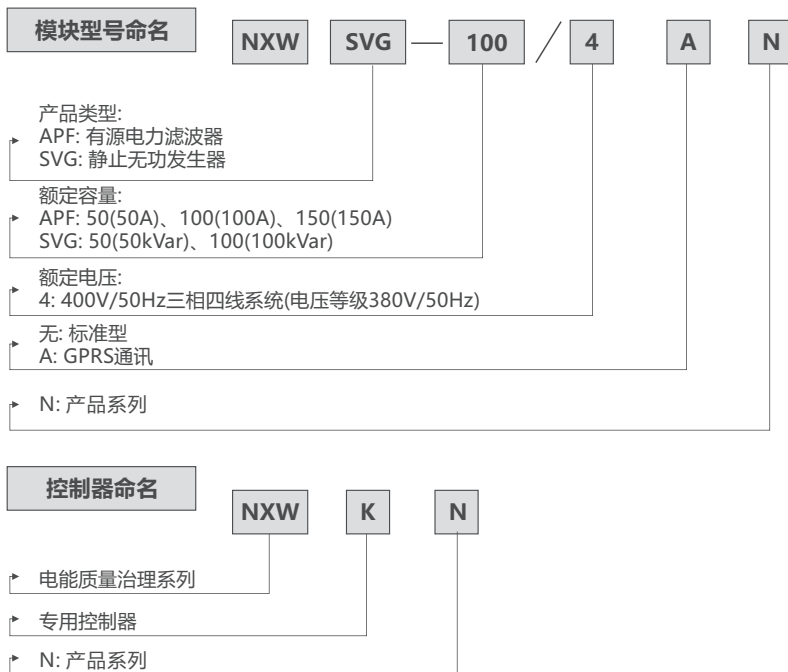 模块型号命名
NXW SVG — 100 / 4 A N
产品类型:
APF: 有源电力滤波器
SVG: 静止无功发生器
额定容量:
APF: 50(50A)、100(100A)、150(150A)
SVG: 50(50kVar)、100(100kVar)
额定电压:
4: 400V/50Hz三相四线系统(电压等级380V/50Hz)
无: 标准型
A: GPRS通讯
N: 产品系列
控制器命名
NXW K N
电能质量治理系列
专用控制器
N: 产品系列